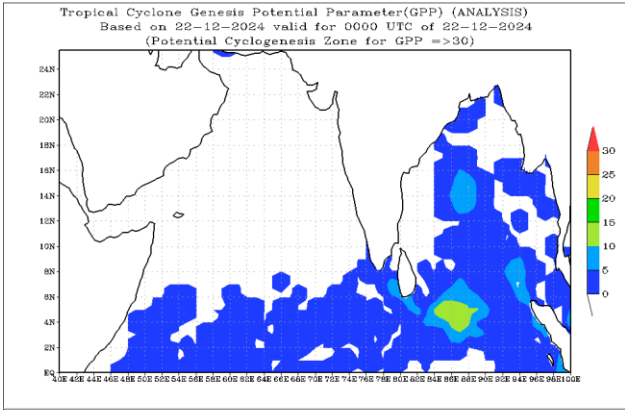 Tropical Cyclone Genesis Potential Parameter(GPP) (ANALYSIS)
Based on 22-12-2024 valid for 0000 UTC of 22-12-2024
(Potential Cyclogenesis Zone for GPP =>30)
24N
22N
20N
18N
16N
14N
12N
10N
8N
6N
4N
2N
EQ
40E 42E 44E 46E 48E 50E 52E 54E 56E 58E 60E 62E 64E 66E 68E 70E 72E 74E 76E 78E 80E 82E 84E 86E 88E 90E 92E 94E 96E 98E 100E
30
25
20
15
10
5
0